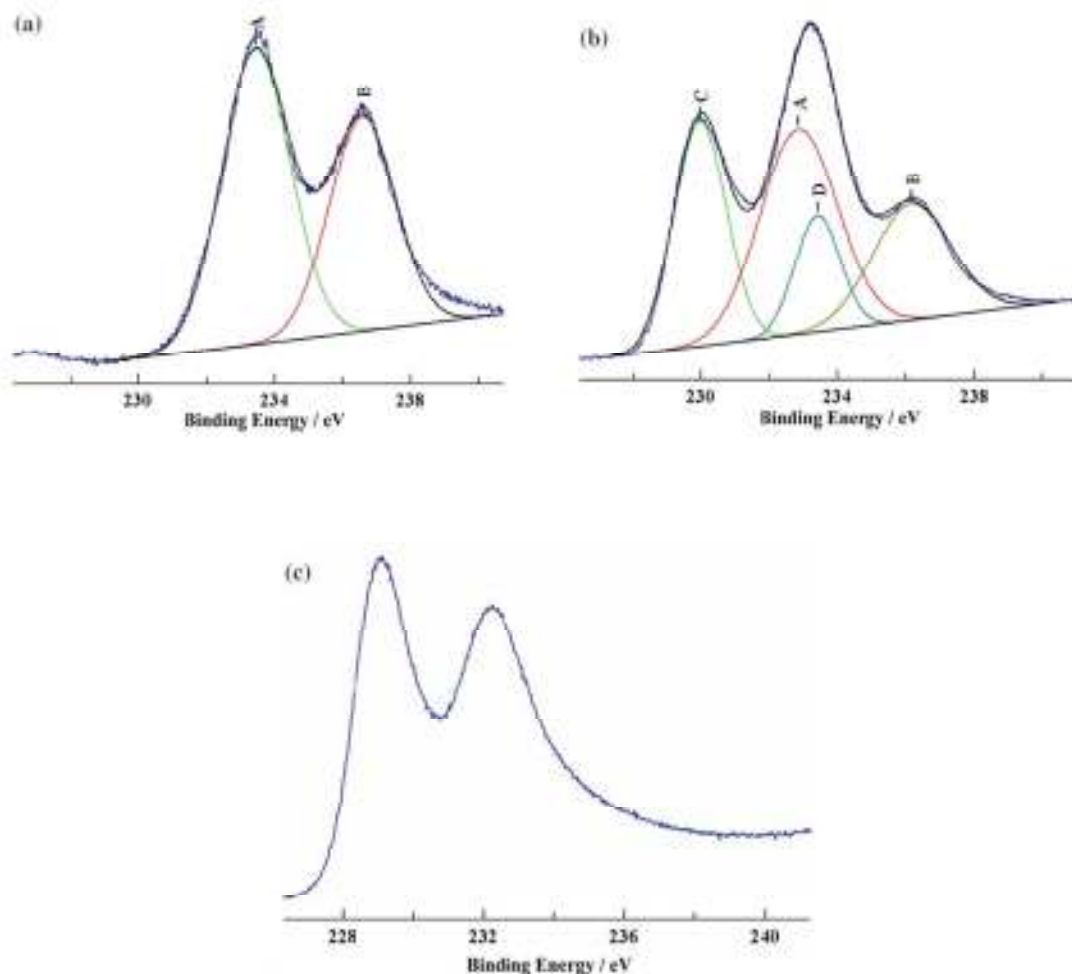 (a)
A
B
230 234 238
Binding Energy / eV
(b)
C
A
D
B
230 234 238
Binding Energy / eV
(c)
228 232 236 240
Binding Energy / eV